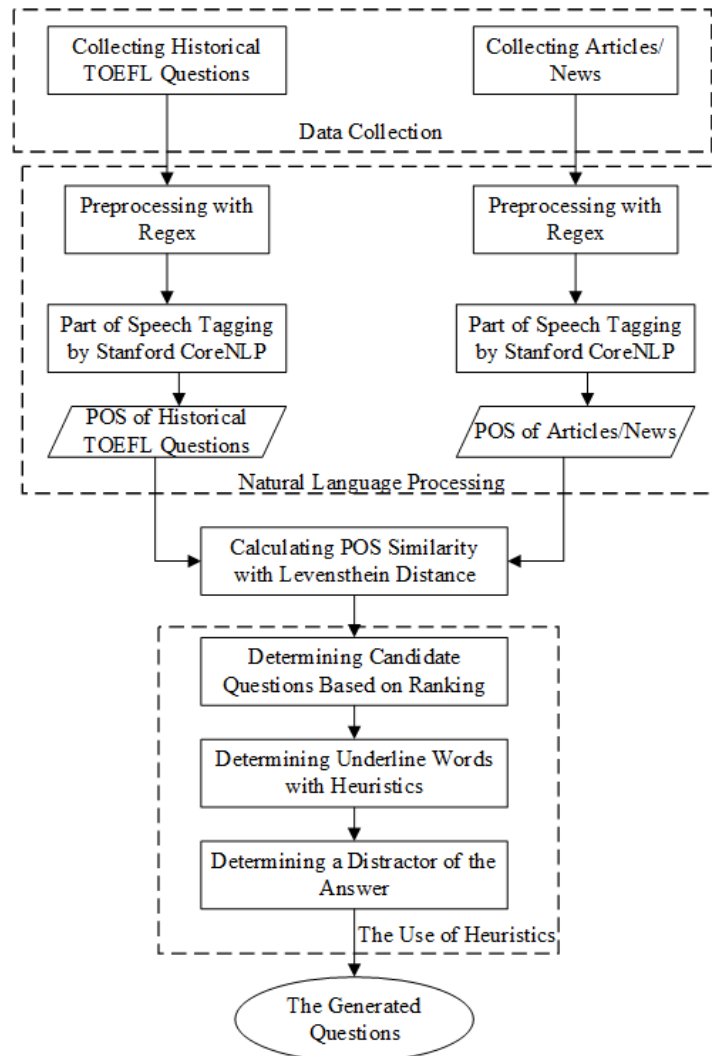 Collecting Historical
TOEFL Questions
Collecting Articles/
News
Data Collection
Preprocessing with
Regex
Preprocessing with
Regex
Part of Speech Tagging
by Stanford CoreNLP
Part of Speech Tagging
by Stanford CoreNLP
POS of Historical
TOEFL Questions
POS of Articles/News
Natural Language Processing
Calculating POS Similarity
with Levensthein Distance
Determining Candidate
Questions Based on Ranking
Determining Underline Words
with Heuristics
Determining a Distractor of the
Answer
The Use of Heuristics
The Generated
Questions